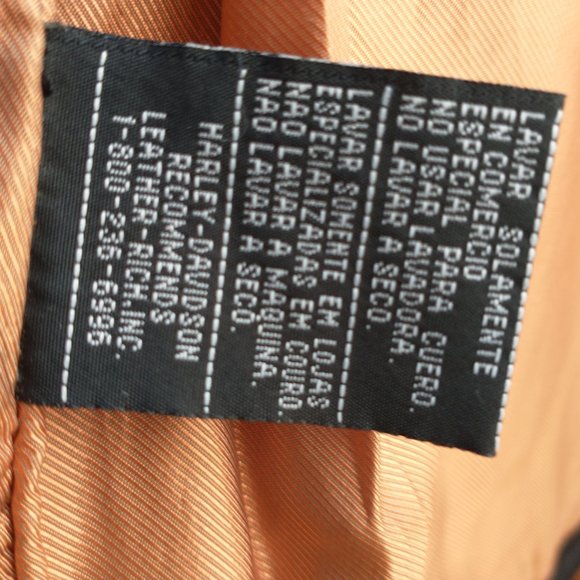 LAVAR SOLAMENTE
EN COMERCIO
ESPECIAL PARA CUERO.
NO USAR LAVADORA.
NO LAVAR A SECO.
LAVAR SOMENTE EM LOJAS
ESPECIALIZADAS EM COURO.
NAO LAVAR A MAQUINA.
NAO LAVAR A SECO.
HARLEY-DAVIDSON
RECOMMENDS
LEATHER-RICH,INC.
1-800-236-6996